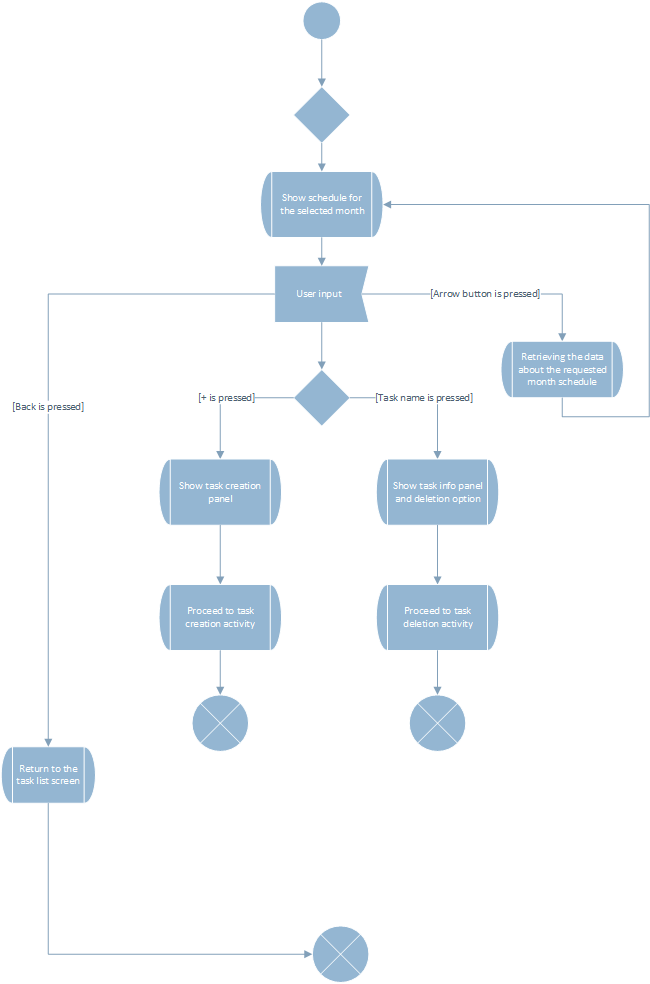 Show schedule for
the selected month
User input
[Arrow button is pressed]
Retrieving the data
about the requested
month schedule
[Back is pressed]
[+ is pressed]
[Task name is pressed]
Show task creation
panel
Show task info panel
and deletion option
Proceed to task
creation activity
Proceed to task
deletion activity
Return to the
task list screen